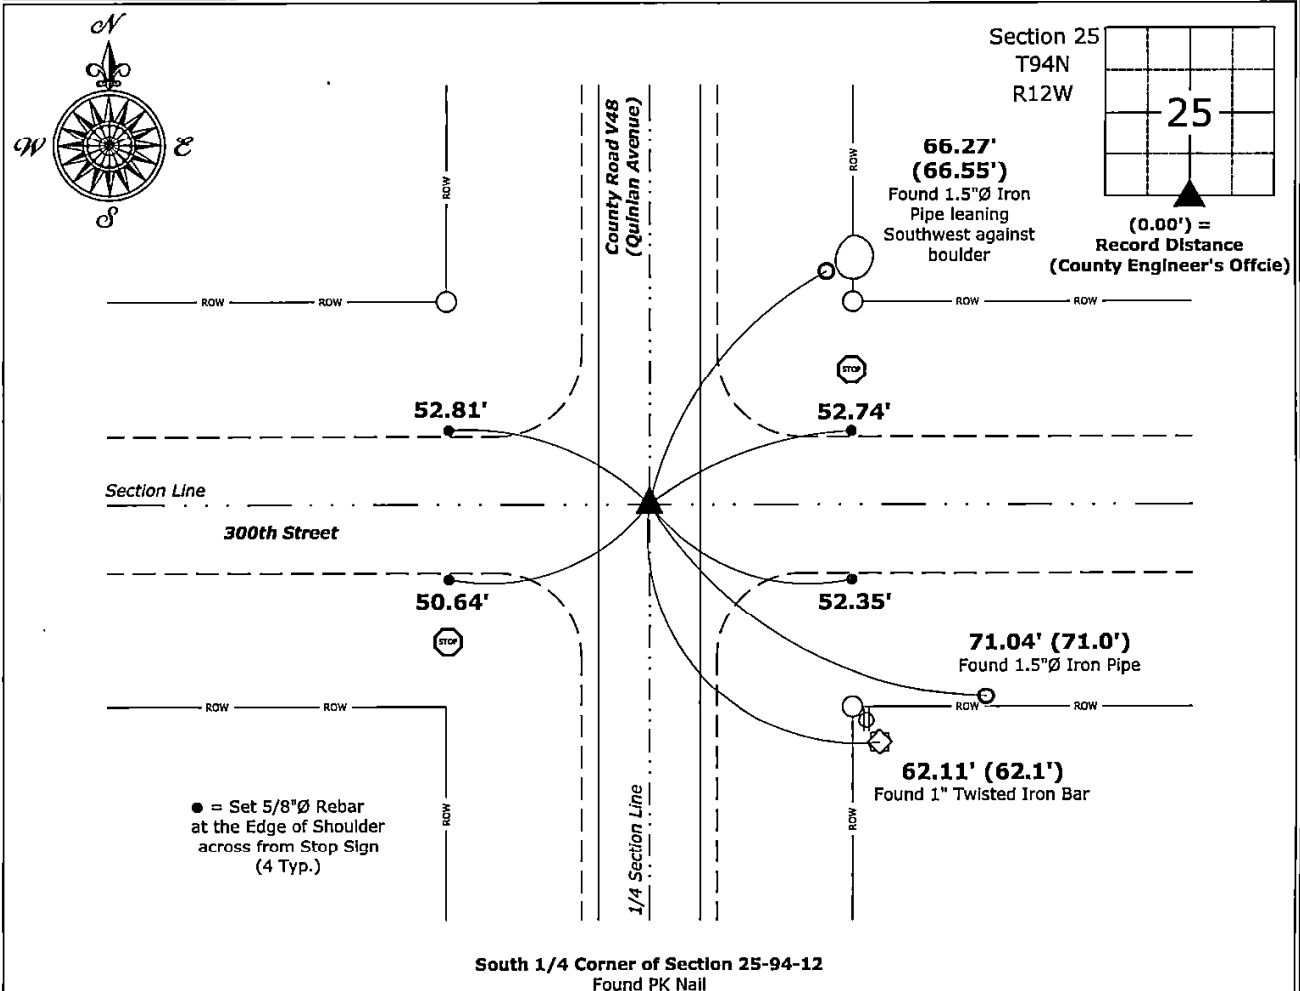 N
W
E
S
Section 25
T94N
R12W
25
(0.00') =
Record Distance
(County Engineer's Offcie)
County Road V48
(Quinlan Avenue)
ROW
ROW
66.27'
(66.55')
Found 1.5"Ø Iron
Pipe leaning
Southwest against
boulder
ROW
ROW
ROW
ROW
STOP
52.81'
52.74'
Section Line
300th Street
50.64'
52.35'
STOP
71.04' (71.0')
Found 1.5"Ø Iron Pipe
ROW
ROW
ROW
ROW
62.11' (62.1')
Found 1" Twisted Iron Bar
ROW
ROW
1/4 Section Line
● = Set 5/8"Ø Rebar
at the Edge of Shoulder
across from Stop Sign
(4 Typ.)
South 1/4 Corner of Section 25-94-12
Found PK Nail